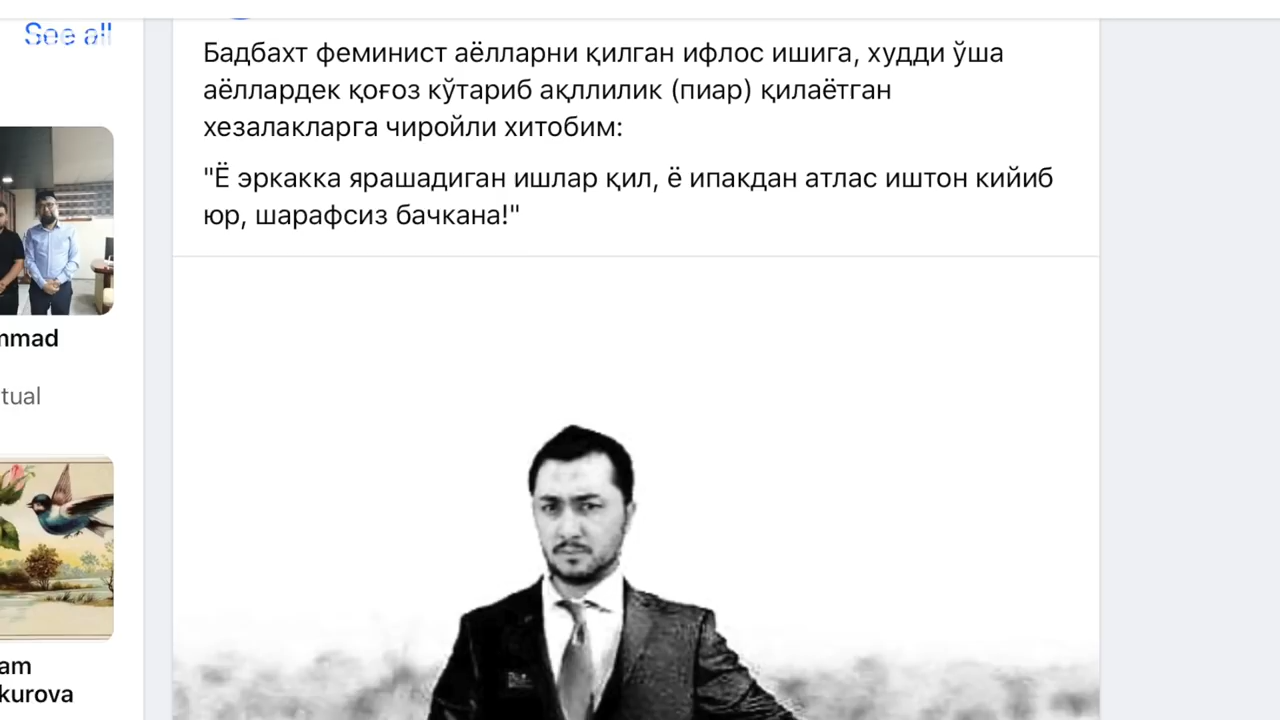 See all
Бадбахт феминист аёлларни қилган ифлос ишига, худди ўша
аёллардек қоғоз кўтариб ақллилик (пиар) қилаётган
хезалакларга чиройли хитобим:
"Ё эркакка ярашадиган ишлар қил, ё ипакдан атлас иштон кийиб
юр, шарафсиз бачкана!"
mmad
tual
am
kurova